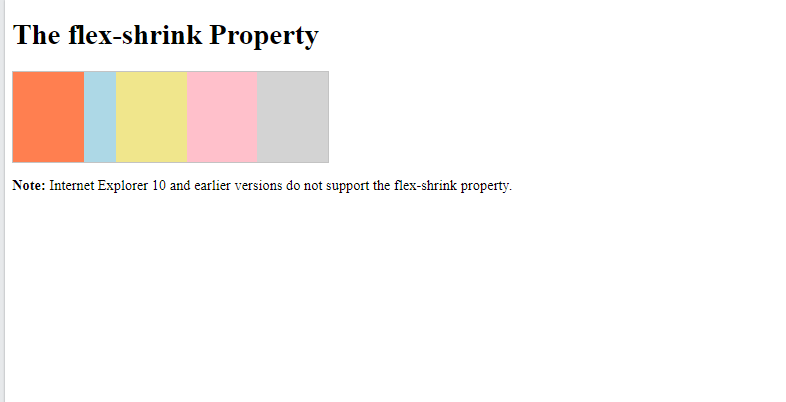 The flex-shrink Property
Note: Internet Explorer 10 and earlier versions do not support the flex-shrink property.